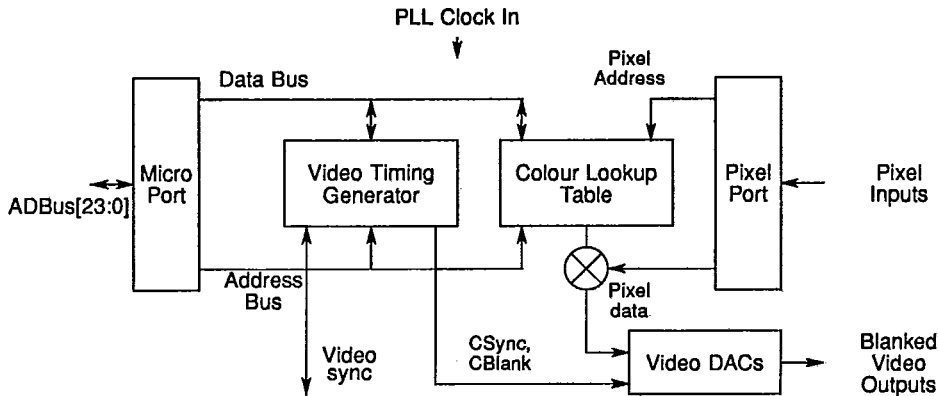 PLL Clock In
Data Bus
Pixel
Address
Micro
Port
Video Timing
Generator
Colour Lookup
Table
Pixel
Port
ADBus[23:0]
Pixel
Inputs
Address
Bus
Pixel
data
Video
sync
CSync,
CBlank
Video DACs
Blanked
Video
Outputs